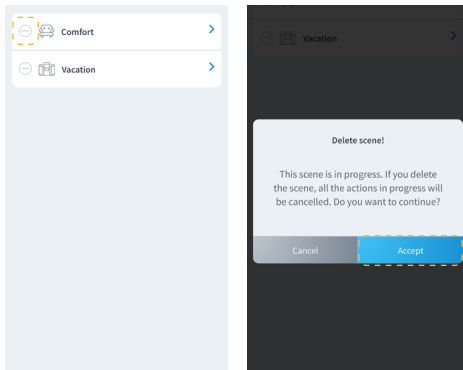 Comfort
Vacation
Vacation
Delete scene!
This scene is in progress. If you delete
the scene, all the actions in progress will
be cancelled. Do you want to continue?
Cancel
Accept